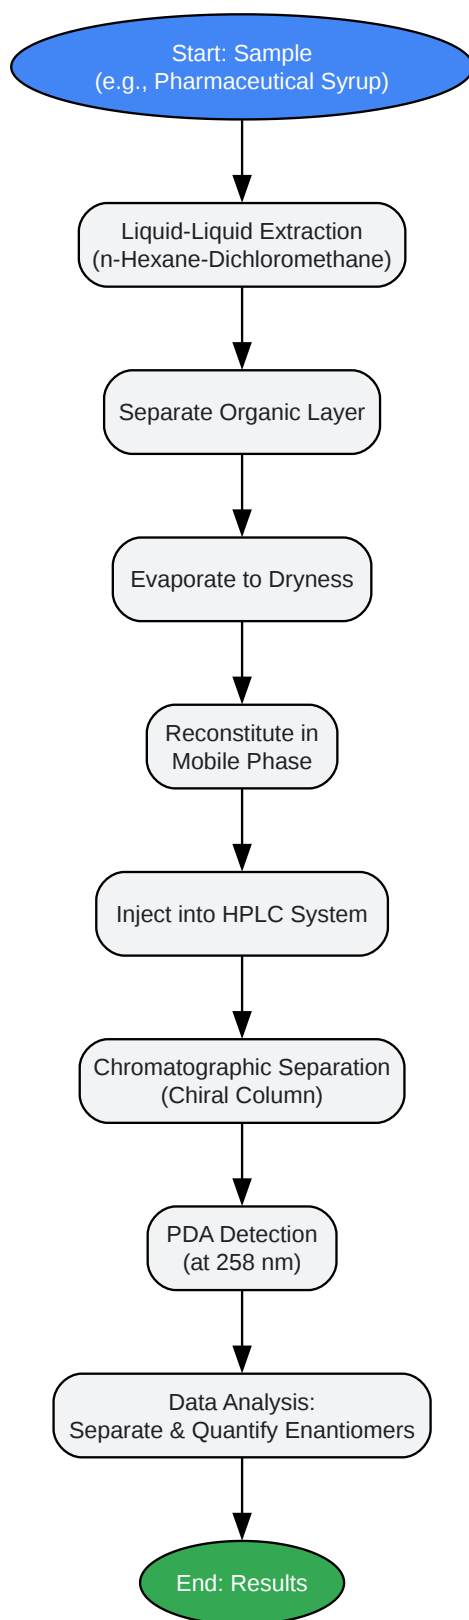 Start: Sample
(e.g., Pharmaceutical Syrup)
Liquid-Liquid Extraction
(n-Hexane-Dichloromethane)
Separate Organic Layer
Evaporate to Dryness
Reconstitute in
Mobile Phase
Inject into HPLC System
Chromatographic Separation
(Chiral Column)
PDA Detection
(at 258 nm)
Data Analysis:
Separate & Quantify Enantiomers
End: Results